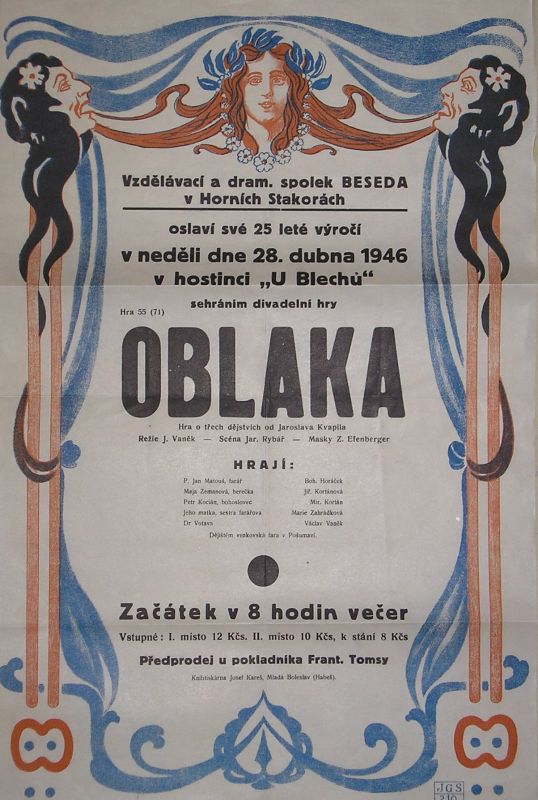 Vzdělávací a dram. spolek BESEDA
v Horních Stakorách
oslaví své 25 leté výročí
v neděli dne 28. dubna 1946
v hostinci „U Blechů“
sehráním divadelní hry
Hra 55 (71)
OBLAKA
Hra o třech dějstvích od Jaroslava Kvapila
Režie J. Vaněk — Scéna Jar. Rybář — Masky Z. Efenberger
HRAJÍ:
P. Jan Matouš, farář Boh. Horáček
Maja Zemanová, herečka Jiř. Kortánová
Petr Kocián, bohoslovec Mir. Kortán
Jeho matka, sestra farářova Marie Zahrádková
Dr Votava Václav Vaněk
Dějištěm venkovská fara v Pošumaví.
Začátek v 8 hodin večer
Vstupné: I. místo 12 Kčs. II. místo 10 Kčs, k stání 8 Kčs
Předprodej u pokladníka Frant. Tomsy
Knihtiskárna Josef Kareš, Mladá Boleslav (Habeš).
JGS
210